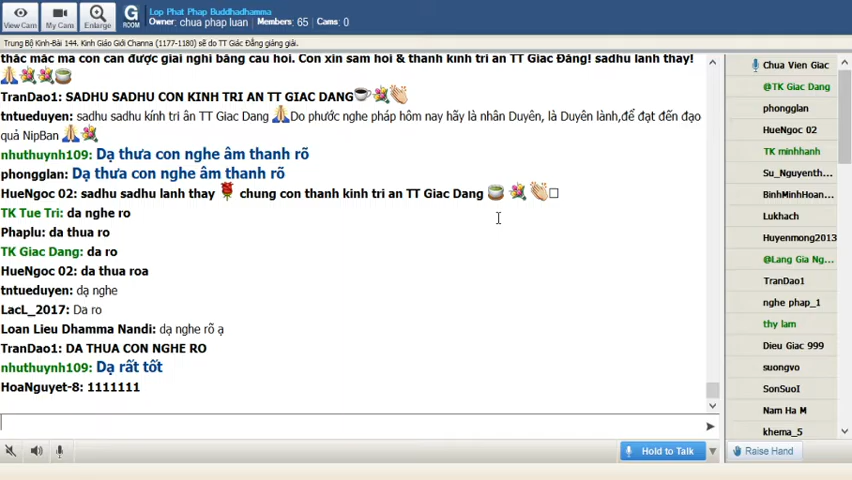 View Cam
My Cam
Enlarge
G
ROOM
Lop Phat Phap Buddhadhamma
Owner: chua phap luan Members: 65 Cams: 0
Trung Bộ Kinh-Bài 144. Kinh Giáo Giới Channa (1177-1180) sẽ do TT Giác Đẳng giảng giải.
thắc mắc mà con cần được giải nghi bằng câu hỏi. Con xin sám hối & thành kính tri ân TT Giác Đẳng! sadhu lành thay!
🙏💐💐🍵
TranDao1: SADHU SADHU CON KINH TRI AN TT GIAC DANG☕💐👏
tntueduyen: sadhu sadhu kính tri ân TT Giac Dang 🙏Do phước nghe pháp hôm nay hãy là nhân Duyên, là Duyên lành,để đạt đến đạo
quả NipBan 🙏💐
nhuthuynh109: Dạ thưa con nghe âm thanh rõ
phongglan: Dạ thưa con nghe âm thanh rõ
HueNgoc 02: sadhu sadhu lanh thay 🌹 chung con thanh kinh tri an TT Giac Dang 🍵 💐 👏□
TK Tue Tri: da nghe ro
Phaplu: da thua ro
TK Giac Dang: da ro
HueNgoc 02: da thua roa
tntueduyen: dạ nghe
LacL_2017: Da ro
Loan Lieu Dhamma Nandi: dạ nghe rõ ạ
TranDao1: DA THUA CON NGHE RO
nhuthuynh109: Dạ rất tốt
HoaNguyet-8: 1111111
Hold to Talk
Chua Vien Giac
@TK Giac Dang
phongglan
HueNgoc 02
TK minhhanh
Su_Nguyenth...
BinhMinhHoan...
Lukhach
Huyenmong2013
@Lang Gia Ng...
TranDao1
nghe phap_1
thy lam
Dieu Giac 999
suongvo
SonSuoI
Nam Ha M
khema_5
Raise Hand